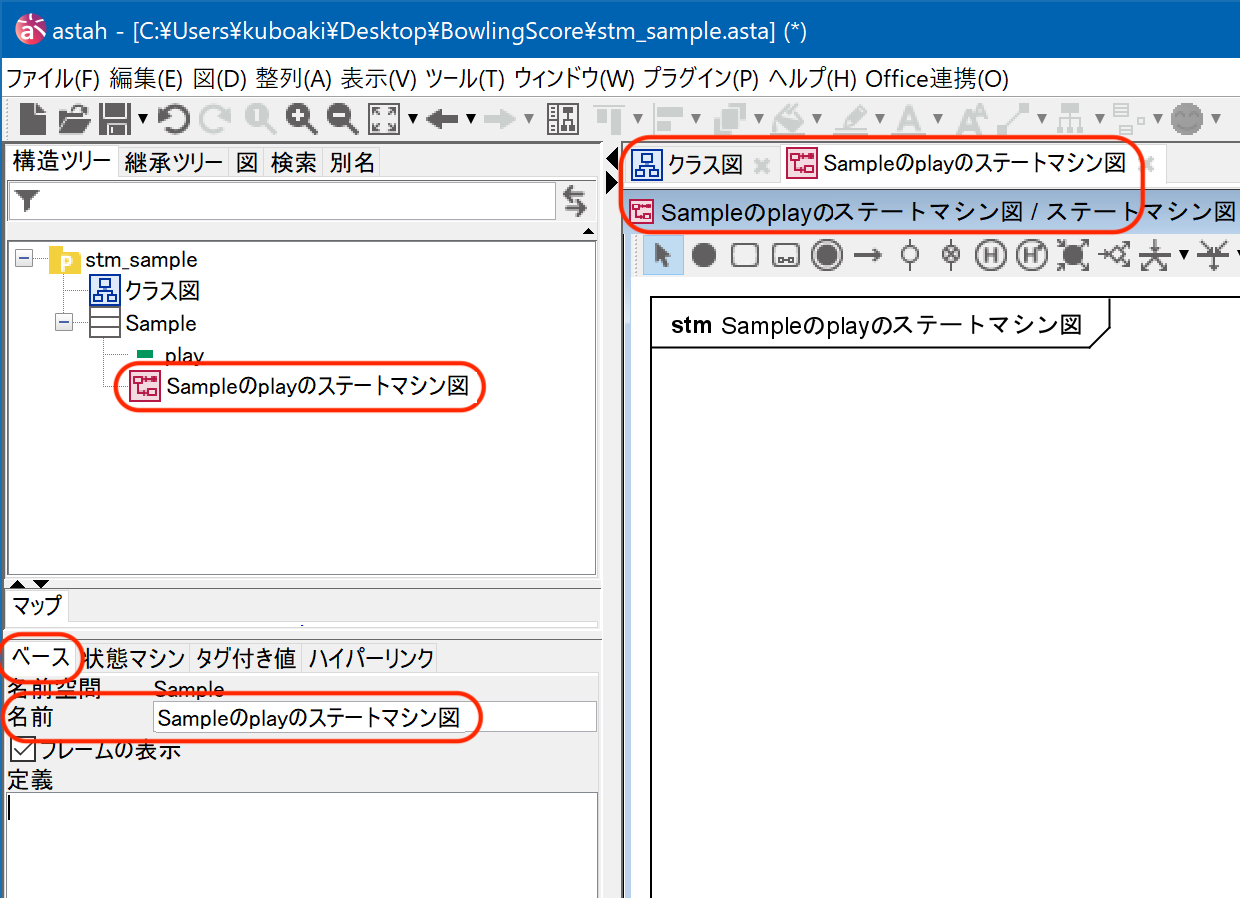 astah - [C:¥Users¥kuboaki¥Desktop¥BowlingScore¥stm_sample.asta] (*)
ファイル(F) 編集(E) 図(D) 整列(A) 表示(V) ツール(T) ウィンドウ(W) プラグイン(P) ヘルプ(H) Office連携(O)
構造ツリー 継承ツリー 図 検索 別名
stm_sample
クラス図
Sample
play
Sampleのplayのステートマシン図
マップ
ベース 状態マシン タグ付き値 ハイパーリンク
名前空間 Sample
名前 Sampleのplayのステートマシン図
フレームの表示
定義
クラス図 Sampleのplayのステートマシン図
Sampleのplayのステートマシン図 / ステートマシン図
stm Sampleのplayのステートマシン図